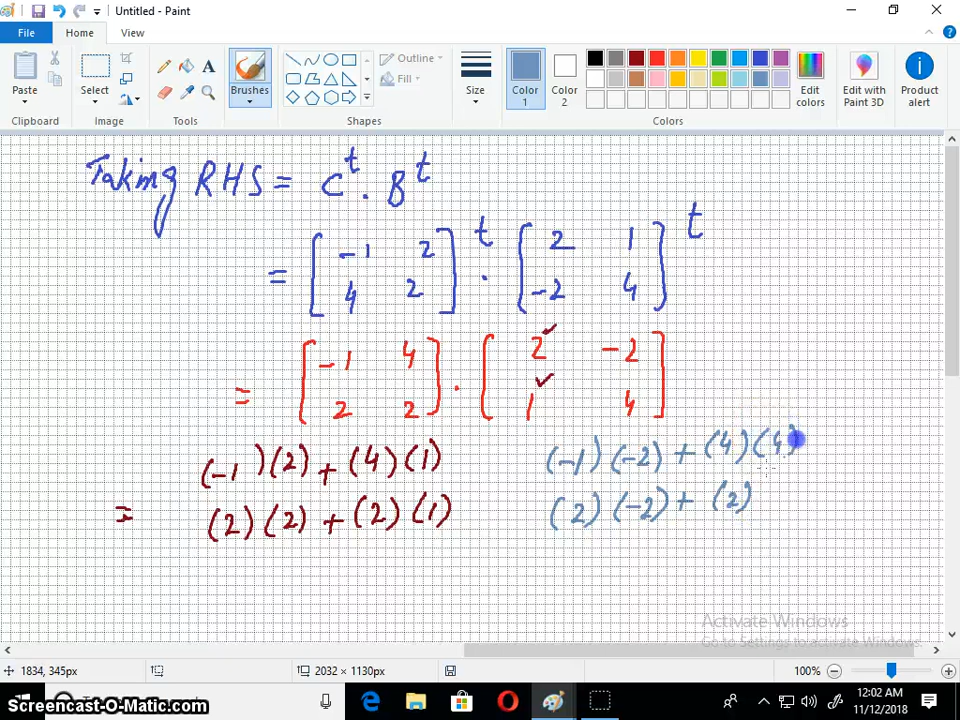 Untitled - Paint
File Home View
Paste Select Brushes Outline Fill Size Color 1 Color 2 Edit colors Edit with Paint 3D Product alert
Clipboard Image Tools Shapes Colors
Taking RHS = C^t . B^t
= [ -1 2 ]^t . [ 2 1 ]^t
[ 4 2 ] [ -2 4 ]
= [ -1 4 ] . [ 2 -2 ]
[ 2 2 ] [ 1 4 ]
(-1)(2) + (4)(1) (-1)(-2) + (4)(4)
= (2)(2) + (2)(1) (2)(-2) + (2)
Activate Windows
Go to Settings to activate Windows.
1834, 345px 2032 × 1130px 100%
Screencast-O-Matic.com
12:02 AM
11/12/2018